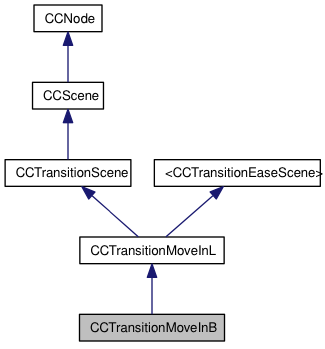 CCNode
CCScene
CCTransitionScene
<CCTransitionEaseScene>
CCTransitionMoveInL
CCTransitionMoveInB